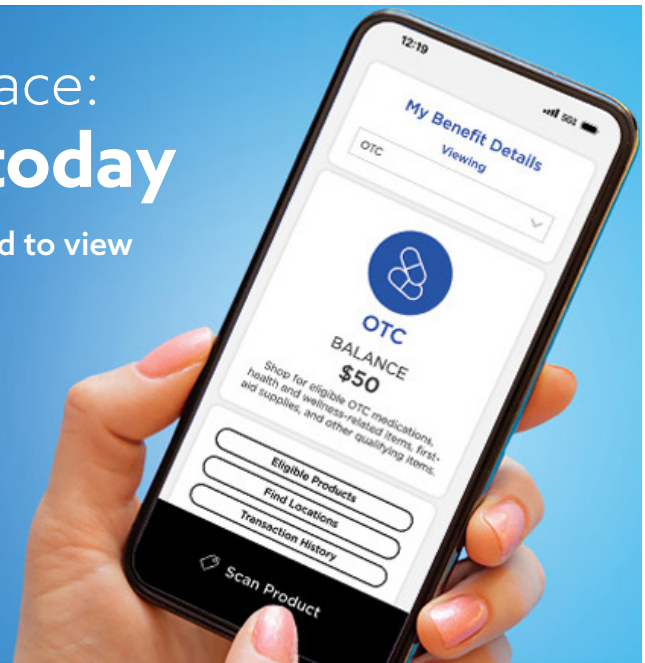 ace:
today
d to view
12:19
5G
My Benefit Details
Viewing
OTC
OTC
BALANCE
$50
Shop for eligible OTC medications,
health and wellness-related items, first-
aid supplies, and other qualifying items.
Eligible Products
Find Locations
Transaction History
Scan Product